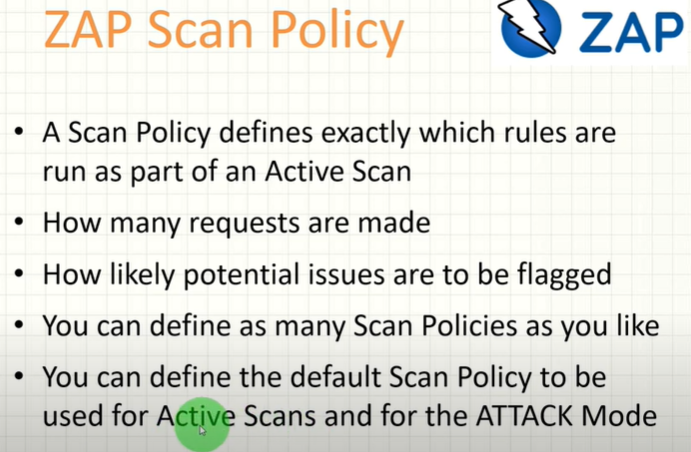 ZAP Scan Policy
ZAP
• A Scan Policy defines exactly which rules are
run as part of an Active Scan
• How many requests are made
• How likely potential issues are to be flagged
• You can define as many Scan Policies as you like
• You can define the default Scan Policy to be
used for Active Scans and for the ATTACK Mode